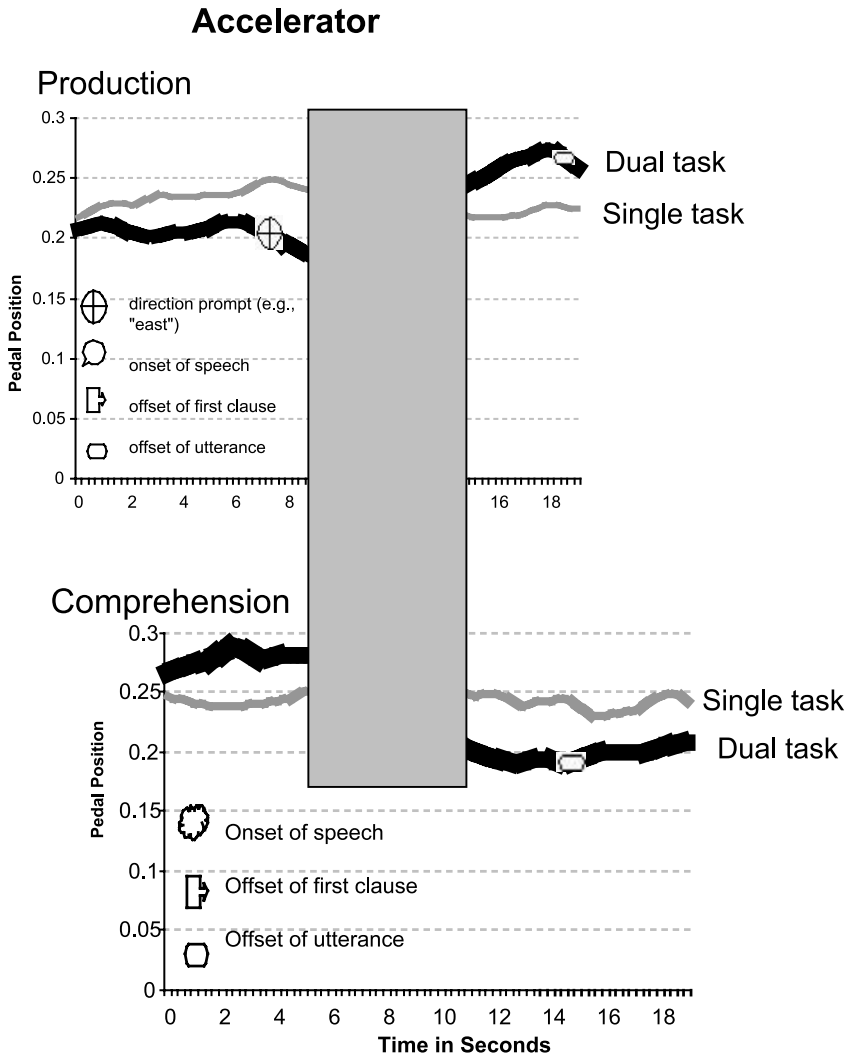 Accelerator
Production
0.3
0.25
0.2
0.15
0.1
0.05
0
Pedal Position
Dual task
Single task
direction prompt (e.g.,
"east")
onset of speech
offset of first clause
offset of utterance
0 2 4 6 8 16 18
Comprehension
0.3
0.25
0.2
0.15
0.1
0.05
0
Pedal Position
Single task
Dual task
Onset of speech
Offset of first clause
Offset of utterance
0 2 4 6 8 10 12 14 16 18
Time in Seconds